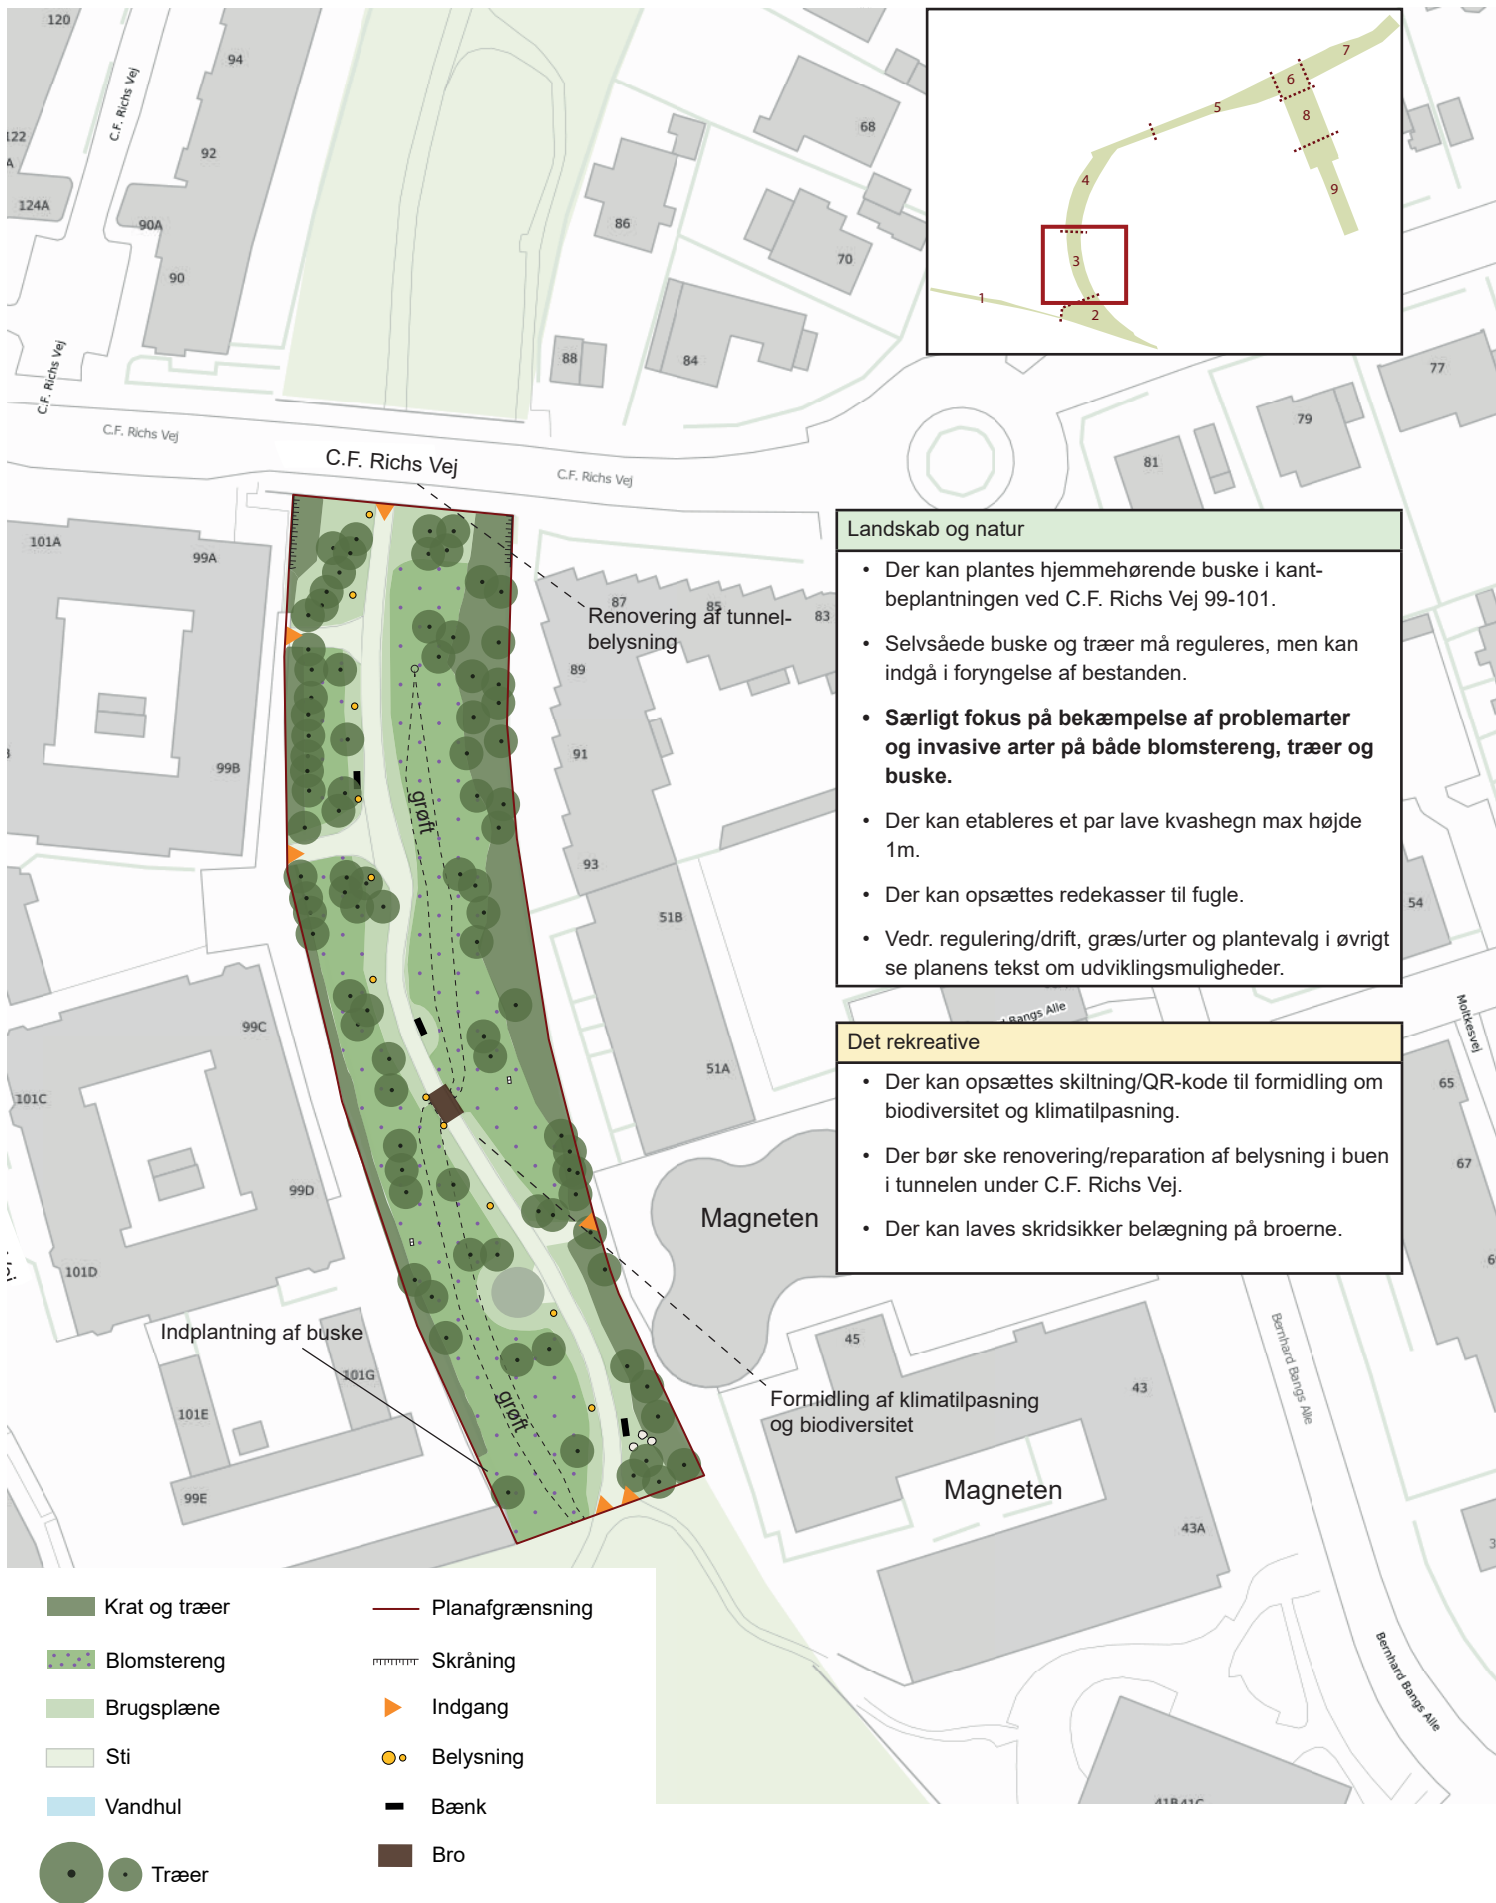 120
94
C.F. Richs Vej
68
122
A
92
124A
90A
86
70
90
C.F. Richs Vej
88
84
1
2
3
4
5
6
7
8
9
77
79
81
C.F. Richs Vej
C.F. Richs Vej
C.F. Richs Vej
101A
99A
87
85
83
Renovering af tunnel-
belysning
89
99B
91
grøft
93
51B
54
Landskab og natur
• Der kan plantes hjemmehørende buske i kant-
beplantningen ved C.F. Richs Vej 99-101.
• Selvsåede buske og træer må reguleres, men kan
indgå i foryngelse af bestanden.
• Særligt fokus på bekæmpelse af problemarter
og invasive arter på både blomstereng, træer og
buske.
• Der kan etableres et par lave kvashegn max højde
1m.
• Der kan opsættes redekasser til fugle.
• Vedr. regulering/drift, græs/urter og plantevalg i øvrigt
se planens tekst om udviklingsmuligheder.
d Bangs Alle
Moltkesvej
99C
51A
65
101C
Det rekreative
• Der kan opsættes skiltning/QR-kode til formidling om
biodiversitet og klimatilpasning.
• Der bør ske renovering/reparation af belysning i buen
i tunnelen under C.F. Richs Vej.
• Der kan laves skridsikker belægning på broerne.
67
99D
Magneten
101D
Indplantning af buske
45
Bernhard Bangs Alle
101G
43
Formidling af klimatilpasning
og biodiversitet
101E
grøft
Magneten
99E
43A
Bernhard Bangs Alle
41B
41C
Krat og træer
Blomstereng
Brugsplæne
Sti
Vandhul
Træer
Planafgrænsning
Skråning
Indgang
Belysning
Bænk
Bro